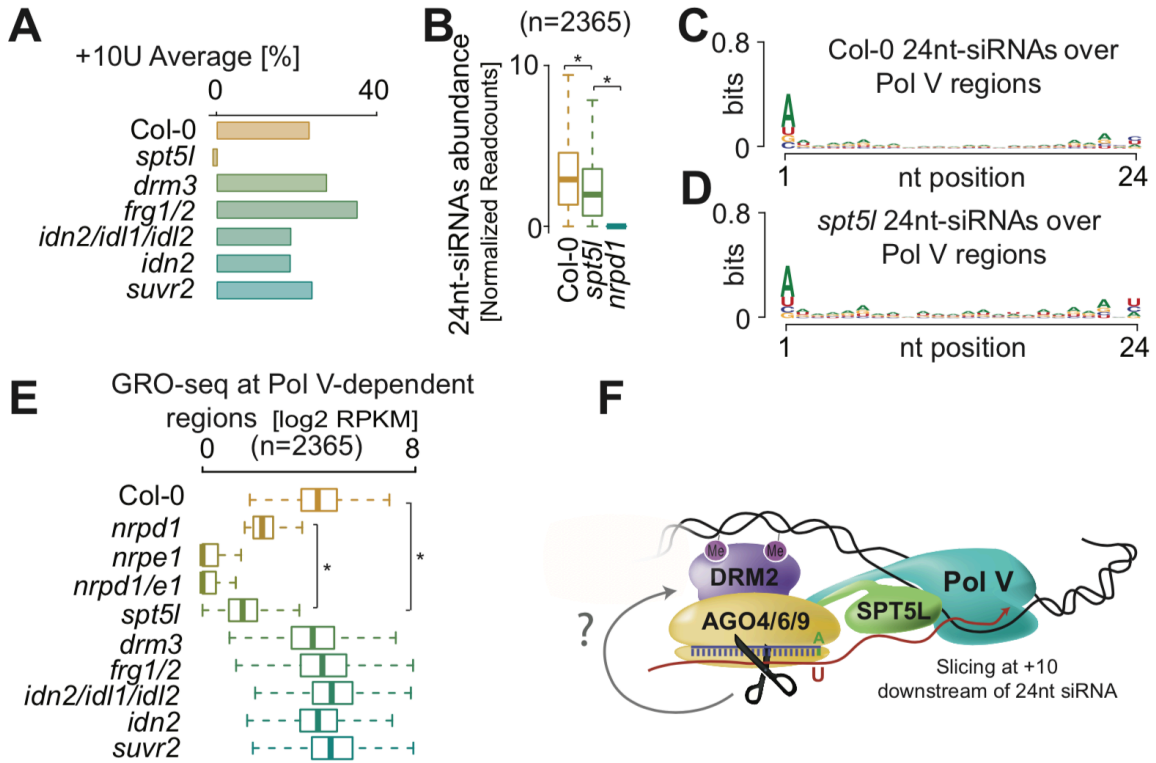 A
+10U Average [%]
0 40
Col-0
spt5l
drm3
frg1/2
idn2/idl1/idl2
idn2
suvr2
B
(n=2365)
24nt-siRNAs abundance
[Normalized Readcounts]
10
0
*
*
Col-0
spt5l
nrpd1
C
Col-0 24nt-siRNAs over
Pol V regions
0.8
bits
0
A
U
G
C
1 24
nt position
D
spt5l 24nt-siRNAs over
Pol V regions
0.8
bits
0
A
U
C
G
1 24
nt position
E
GRO-seq at Pol V-dependent
regions [log2 RPKM]
(n=2365)
0 8
Col-0
nrpd1
nrpe1
nrpd1/e1
spt5l
drm3
frg1/2
idn2/idl1/idl2
idn2
suvr2
*
*
F
Me Me
DRM2
Pol V
SPT5L
AGO4/6/9
A
U
?
Slicing at +10
downstream of 24nt siRNA